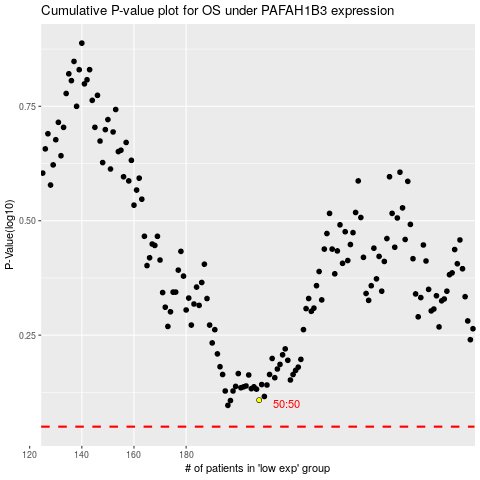 Cumulative P-value plot for OS under PAFAH1B3 expression
P-Value(log10)
0.75
0.50
0.25
50:50
120 140 160 180
# of patients in 'low exp' group